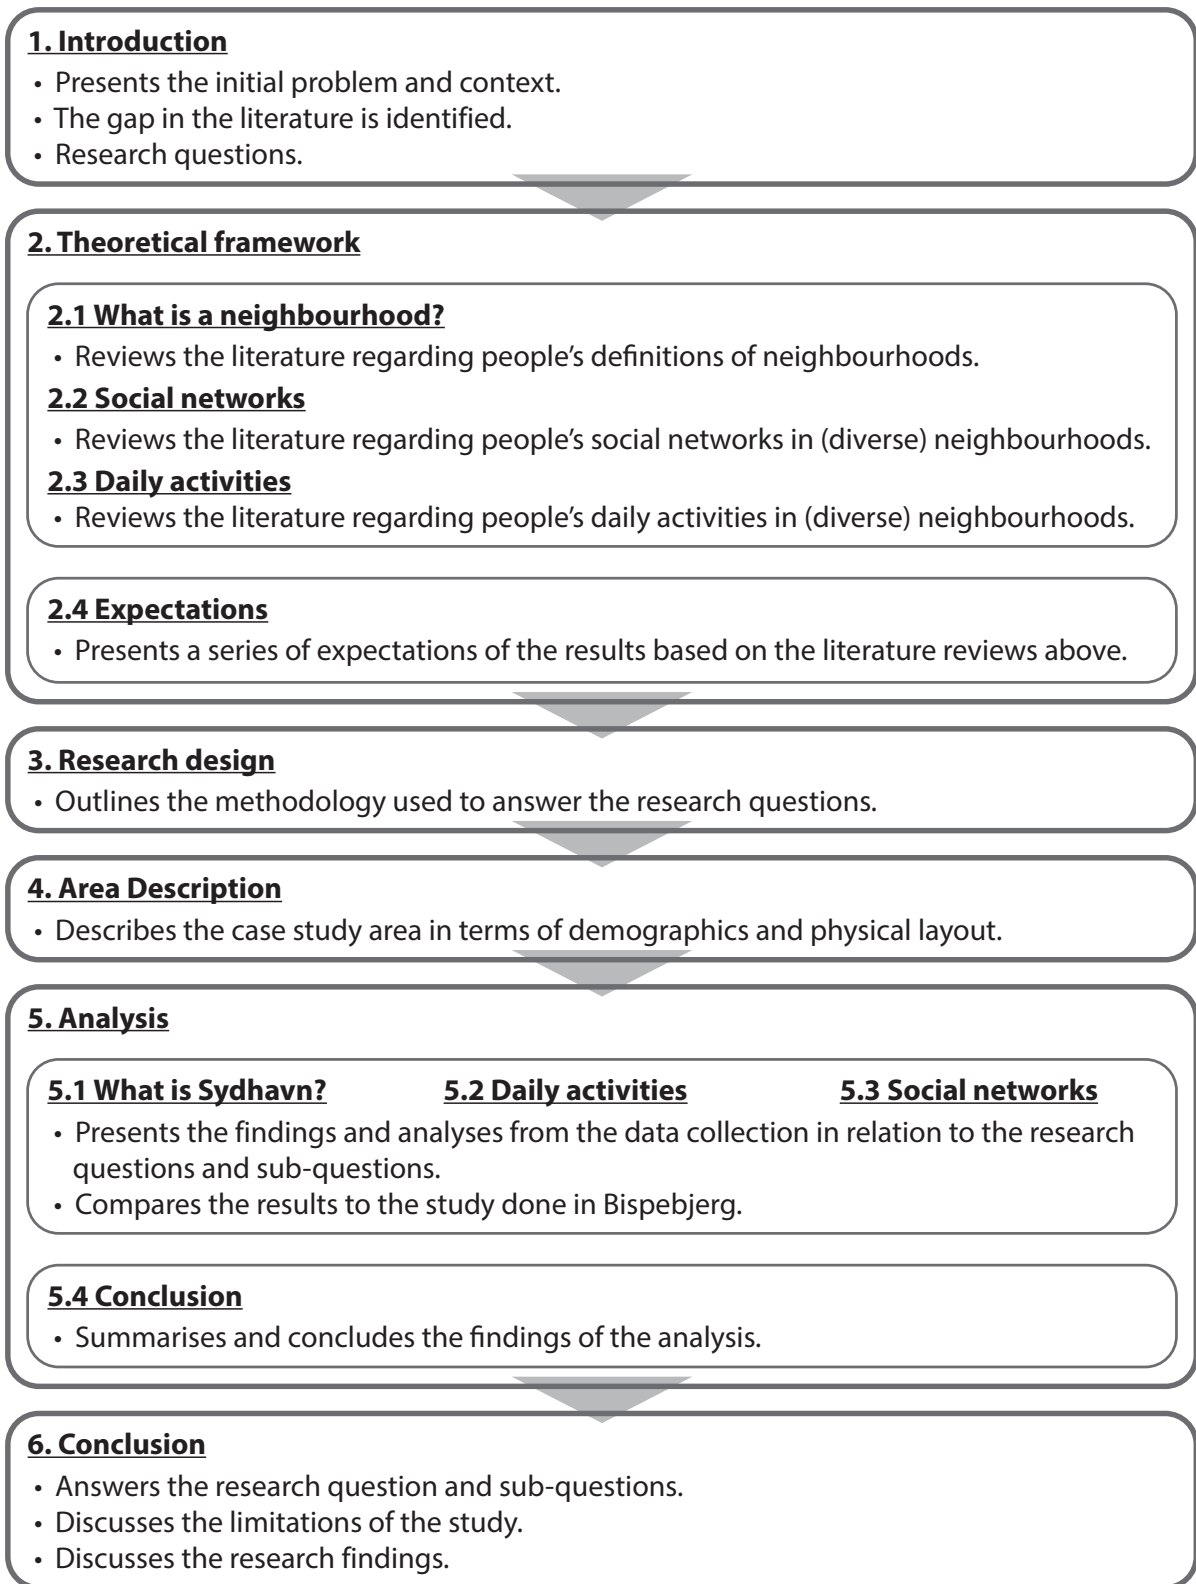 1. Introduction
• Presents the initial problem and context.
• The gap in the literature is identified.
• Research questions.
2. Theoretical framework
2.1 What is a neighbourhood?
• Reviews the literature regarding people’s definitions of neighbourhoods.
2.2 Social networks
• Reviews the literature regarding people’s social networks in (diverse) neighbourhoods.
2.3 Daily activities
• Reviews the literature regarding people’s daily activities in (diverse) neighbourhoods.
2.4 Expectations
• Presents a series of expectations of the results based on the literature reviews above.
3. Research design
• Outlines the methodology used to answer the research questions.
4. Area Description
• Describes the case study area in terms of demographics and physical layout.
5. Analysis
5.1 What is Sydhavn? 5.2 Daily activities 5.3 Social networks
• Presents the findings and analyses from the data collection in relation to the research
questions and sub-questions.
• Compares the results to the study done in Bispebjerg.
5.4 Conclusion
• Summarises and concludes the findings of the analysis.
6. Conclusion
• Answers the research question and sub-questions.
• Discusses the limitations of the study.
• Discusses the research findings.